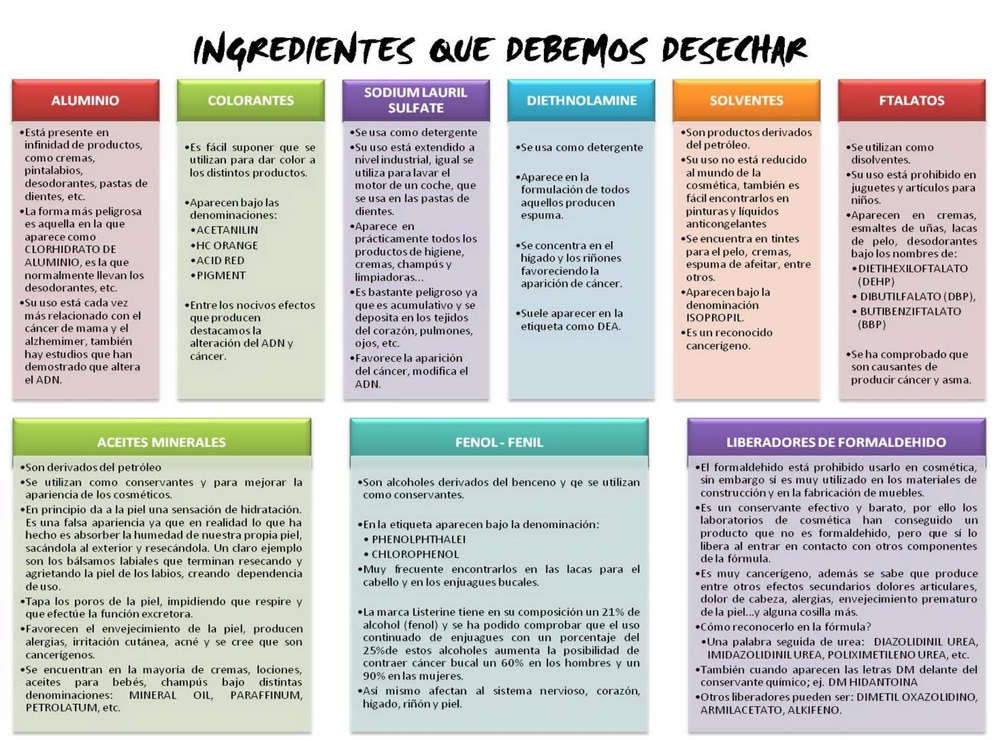 INGREDIENTES QUE DEBEMOS DESECHAR
ALUMINIO
•Está presente en
infinidad de productos,
como cremas,
pintalabios,
desodorantes, pastas de
dientes, etc.
•La forma más peligrosa
es aquella en la que
aparece como
CLORHIDRATO DE
ALUMINIO, es la que
normalmente llevan los
desodorantes, etc.
•Su uso está cada vez
más relacionado con el
cáncer de mama y el
alzhemimer, también
hay estudios que han
demostrado que altera
el ADN.
COLORANTES
•Es fácil suponer que se
utilizan para dar color a
los distintos productos.
•Aparecen bajo las
denominaciones:
•ACETANILIN
•HC ORANGE
•ACID RED
•PIGMENT
•Entre los nocivos efectos
que producen
destacamos la
alteración del ADN y
cáncer.
SODIUM LAURIL
SULFATE
•Se usa como detergente
•Su uso está extendido a
nivel industrial, igual se
utiliza para lavar el
motor de un coche, que
se usa en las pastas de
dientes.
•Aparece en
prácticamente todos los
productos de higiene,
cremas, champús y
limpiadoras...
•Es bastante peligroso ya
que es acumulativo y se
deposita en los tejidos
del corazón, pulmones,
ojos, etc.
•Favorece la aparición
del cáncer, modifica el
ADN.
DIETHNOLAMINE
•Se usa como detergente
•Aparece en la
formulación de todos
aquellos producen
espuma.
•Se concentra en el
hígado y los riñones
favoreciendo la
aparición de cáncer.
•Suele aparecer en la
etiqueta como DEA.
SOLVENTES
•Son productos derivados
del petróleo.
•Su uso no está reducido
al mundo de la
cosmética, también es
fácil encontrarlos en
pinturas y líquidos
anticongelantes
•Se encuentra en tintes
para el pelo, cremas,
espuma de afeitar, entre
otros.
•Aparecen bajo la
denominación
ISOPROPIL.
•Es un reconocido
cancerígeno.
FTALATOS
•Se utilizan como
disolventes.
•Su uso está prohibido en
juguetes y artículos para
niños.
•Aparecen en cremas,
esmaltes de uñas, lacas
de pelo, desodorantes
bajo los nombres de:
•DIETIHEXILOFTALATO
(DEHP)
• DIBUTILFALATO (DBP),
• BUTIBENZIFTALATO
(BBP)
•Se ha comprobado que
son causantes de
producir cáncer y asma.
ACEITES MINERALES
•Son derivados del petróleo
•Se utilizan como conservantes y para mejorar la
apariencia de los cosméticos.
•En principio da a la piel una sensación de hidratación.
Es una falsa apariencia ya que en realidad lo que ha
hecho es absorber la humedad de nuestra propia piel,
sacándola al exterior y resecándola. Un claro ejemplo
son los bálsamos labiales que terminan resecando y
agrietando la piel de los labios, creando dependencia
de uso.
•Tapa los poros de la piel, impidiendo que respire y
que efectúe la función excretora.
•Favorecen el envejecimiento de la piel, producen
alergias, irritación cutánea, acné y se cree que son
cancerígenos.
•Se encuentran en la mayoría de cremas, lociones,
aceites para bebés, champús bajo distintas
denominaciones: MINERAL OIL, PARAFFINUM,
PETROLATUM, etc.
FENOL - FENIL
•Son alcoholes derivados del benceno y qe se utilizan
como conservantes.
•En la etiqueta aparecen bajo la denominación:
• PHENOLPHTHALEI
• CHLOROPHENOL
•Muy frecuente encontrarlos en las lacas para el
cabello y en los enjuagues bucales.
•La marca Listerine tiene en su composición un 21% de
alcohol (fenol) y se ha podido comprobar que el uso
continuado de enjuagues con un porcentaje del
25%de estos alcoholes aumenta la posibilidad de
contraer cáncer bucal un 60% en los hombres y un
90% en las mujeres.
•Así mismo afectan al sistema nervioso, corazón,
hígado, riñón y piel.
LIBERADORES DE FORMALDEHIDO
•El formaldehido está prohibido usarlo en cosmética,
sin embargo sí es muy utilizado en los materiales de
construcción y en la fabricación de muebles.
•Es un conservante efectivo y barato, por ello los
laboratorios de cosmética han conseguido un
producto que no es formaldehido, pero que sí lo
libera al entrar en contacto con otros componentes
de la fórmula.
•Es muy cancerígeno, además se sabe que produce
entre otros efectos secundarios dolores articulares,
dolor de cabeza, alergias, envejecimiento prematuro
de la piel...y alguna cosilla más.
•Cómo reconocerlo en la fórmula?
•Una palabra seguida de urea: DIAZOLIDINIL UREA,
IMIDAZOLIDINIL UREA, POLIXIMETILENO UREA, etc.
•También cuando aparecen las letras DM delante del
conservante químico; ej. DM HIDANTOINA
•Otros liberadores pueden ser: DIMETIL OXAZOLIDINO,
ARMILACETATO, ALKIFENO.